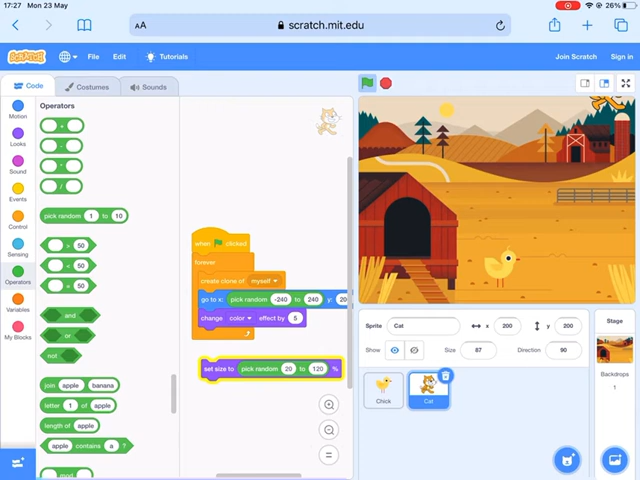 17:27 Mon 23 May
26%
AA
scratch.mit.edu
SCRATCH
File Edit Tutorials Join Scratch Sign in
Code Costumes Sounds
Motion
Looks
Sound
Events
Control
Sensing
Operators
Variables
My Blocks
Operators
+
-
*
/
pick random 1 to 10
> 50
< 50
= 50
and
or
not
join apple banana
letter 1 of apple
length of apple
apple contains a ?
mod
when clicked
forever
create clone of myself
go to x: pick random -240 to 240 y: 20
change color effect by 5
set size to pick random 20 to 120 %
Sprite Cat x 200 y 200
Show Size 87 Direction 90
Chick
Cat
Stage
Backdrops
1